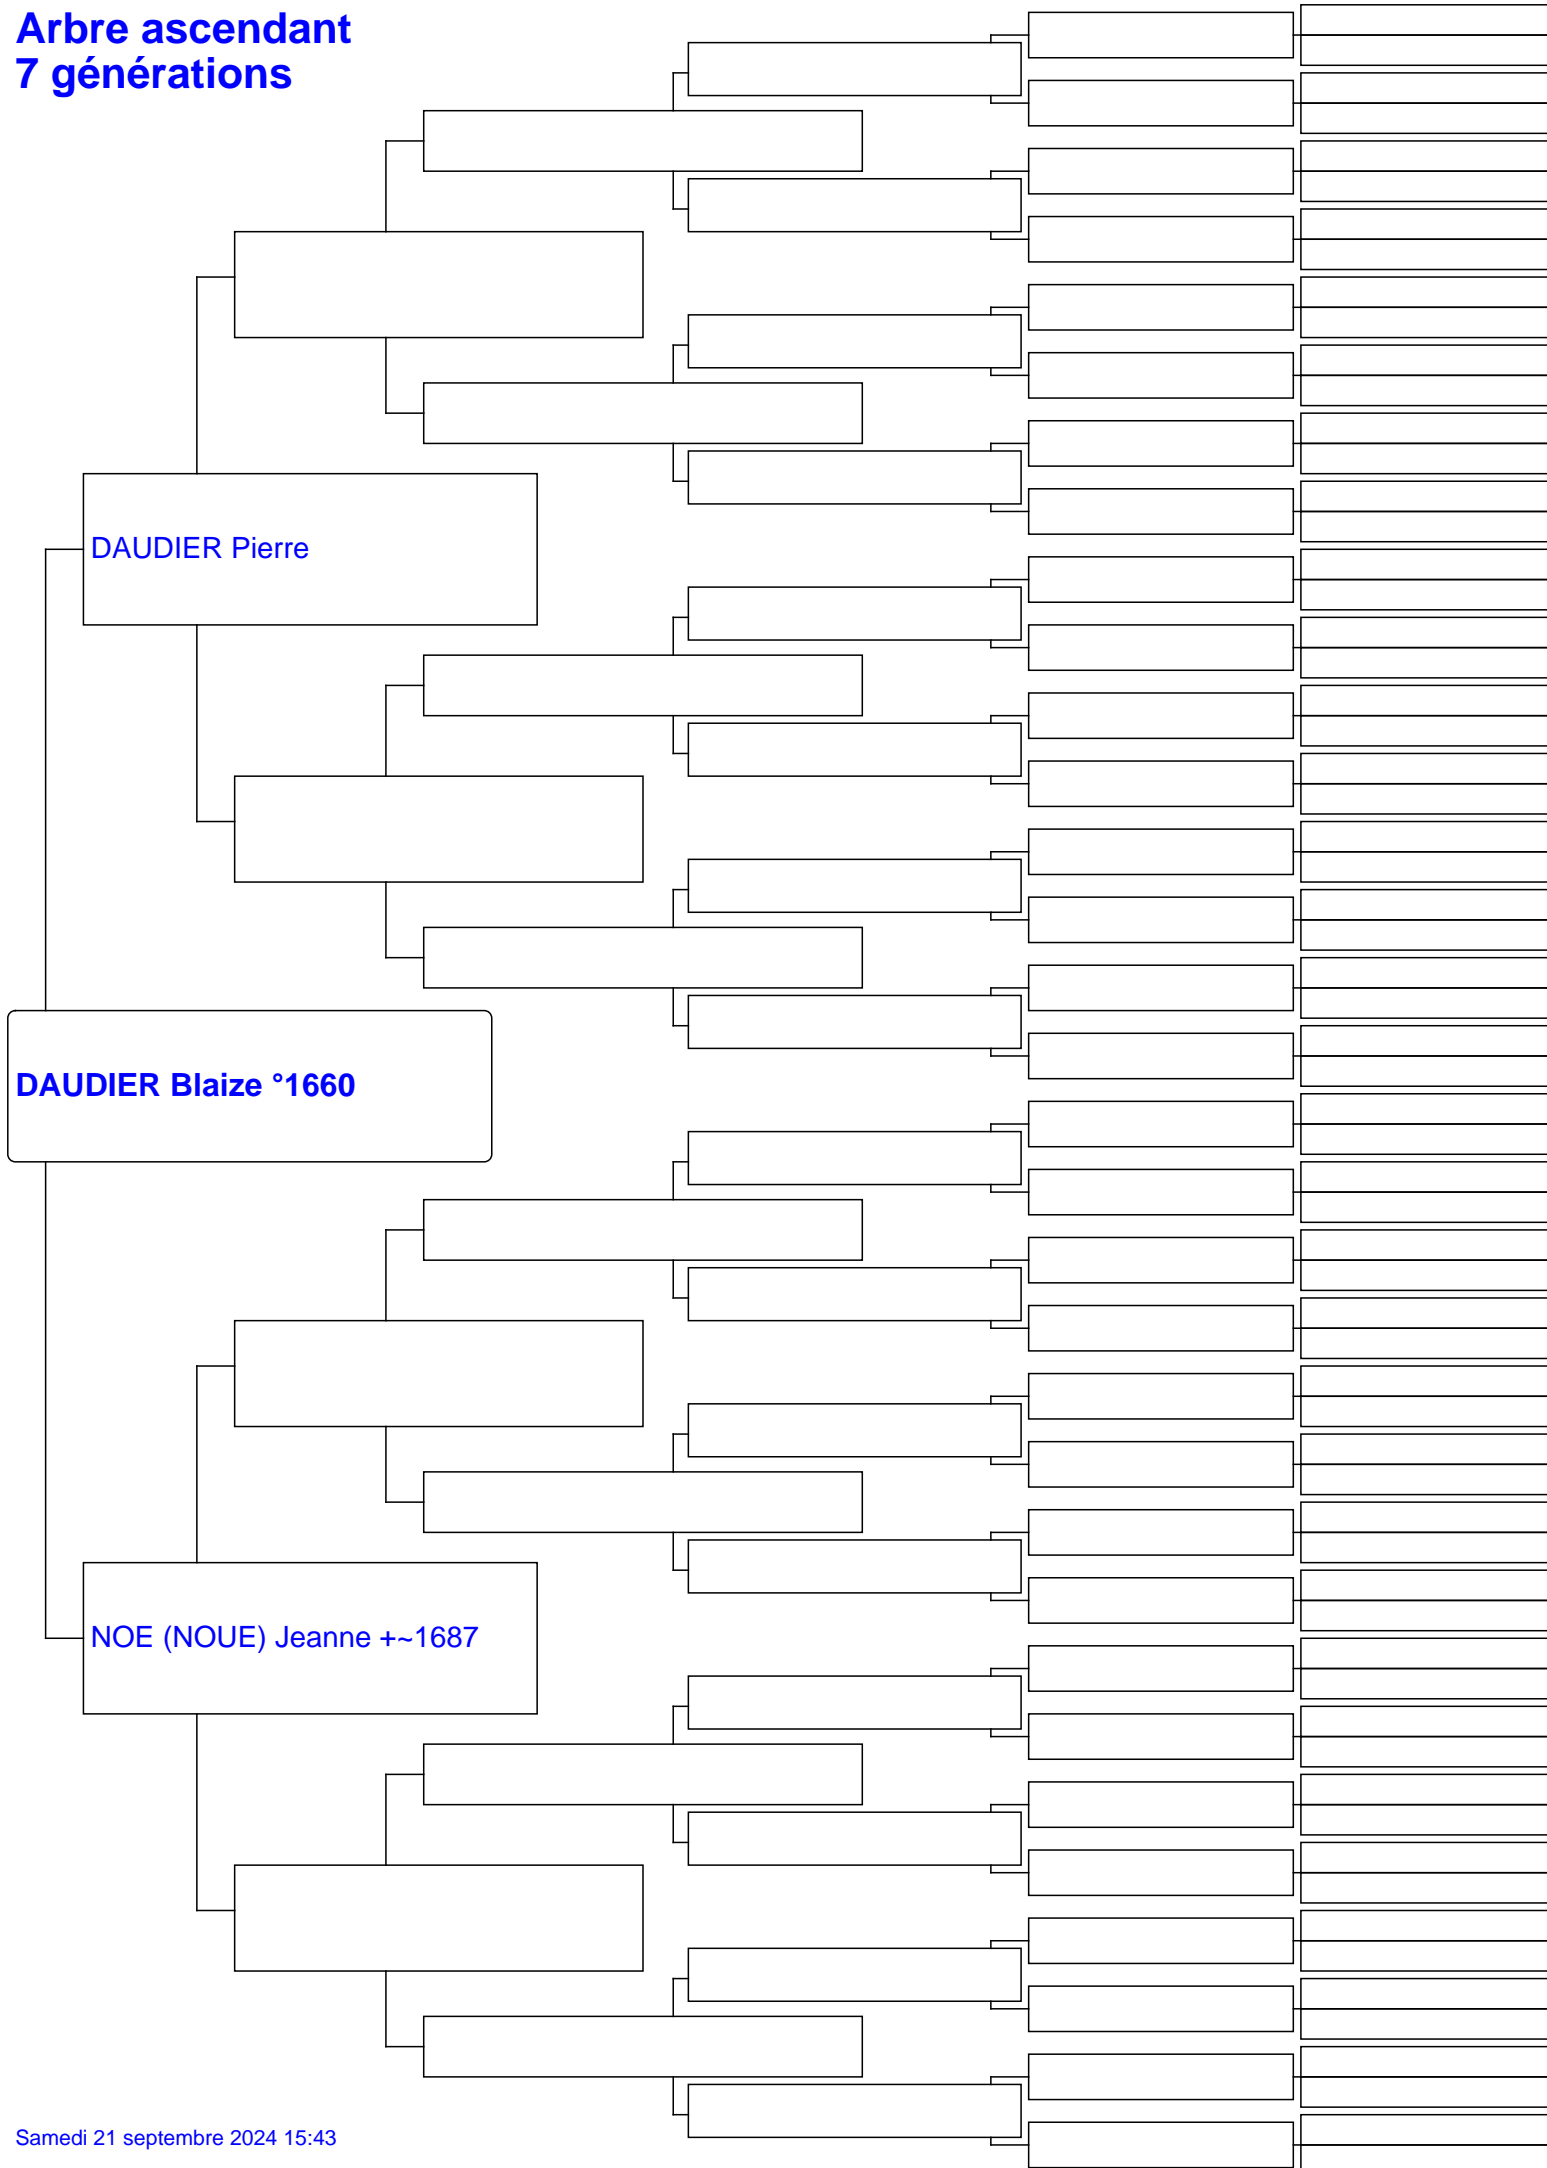 Arbre ascendant
7 générations
DAUDIER Pierre
DAUDIER Blaize °1660
NOE (NOUE) Jeanne +~1687
Samedi 21 septembre 2024 15:43